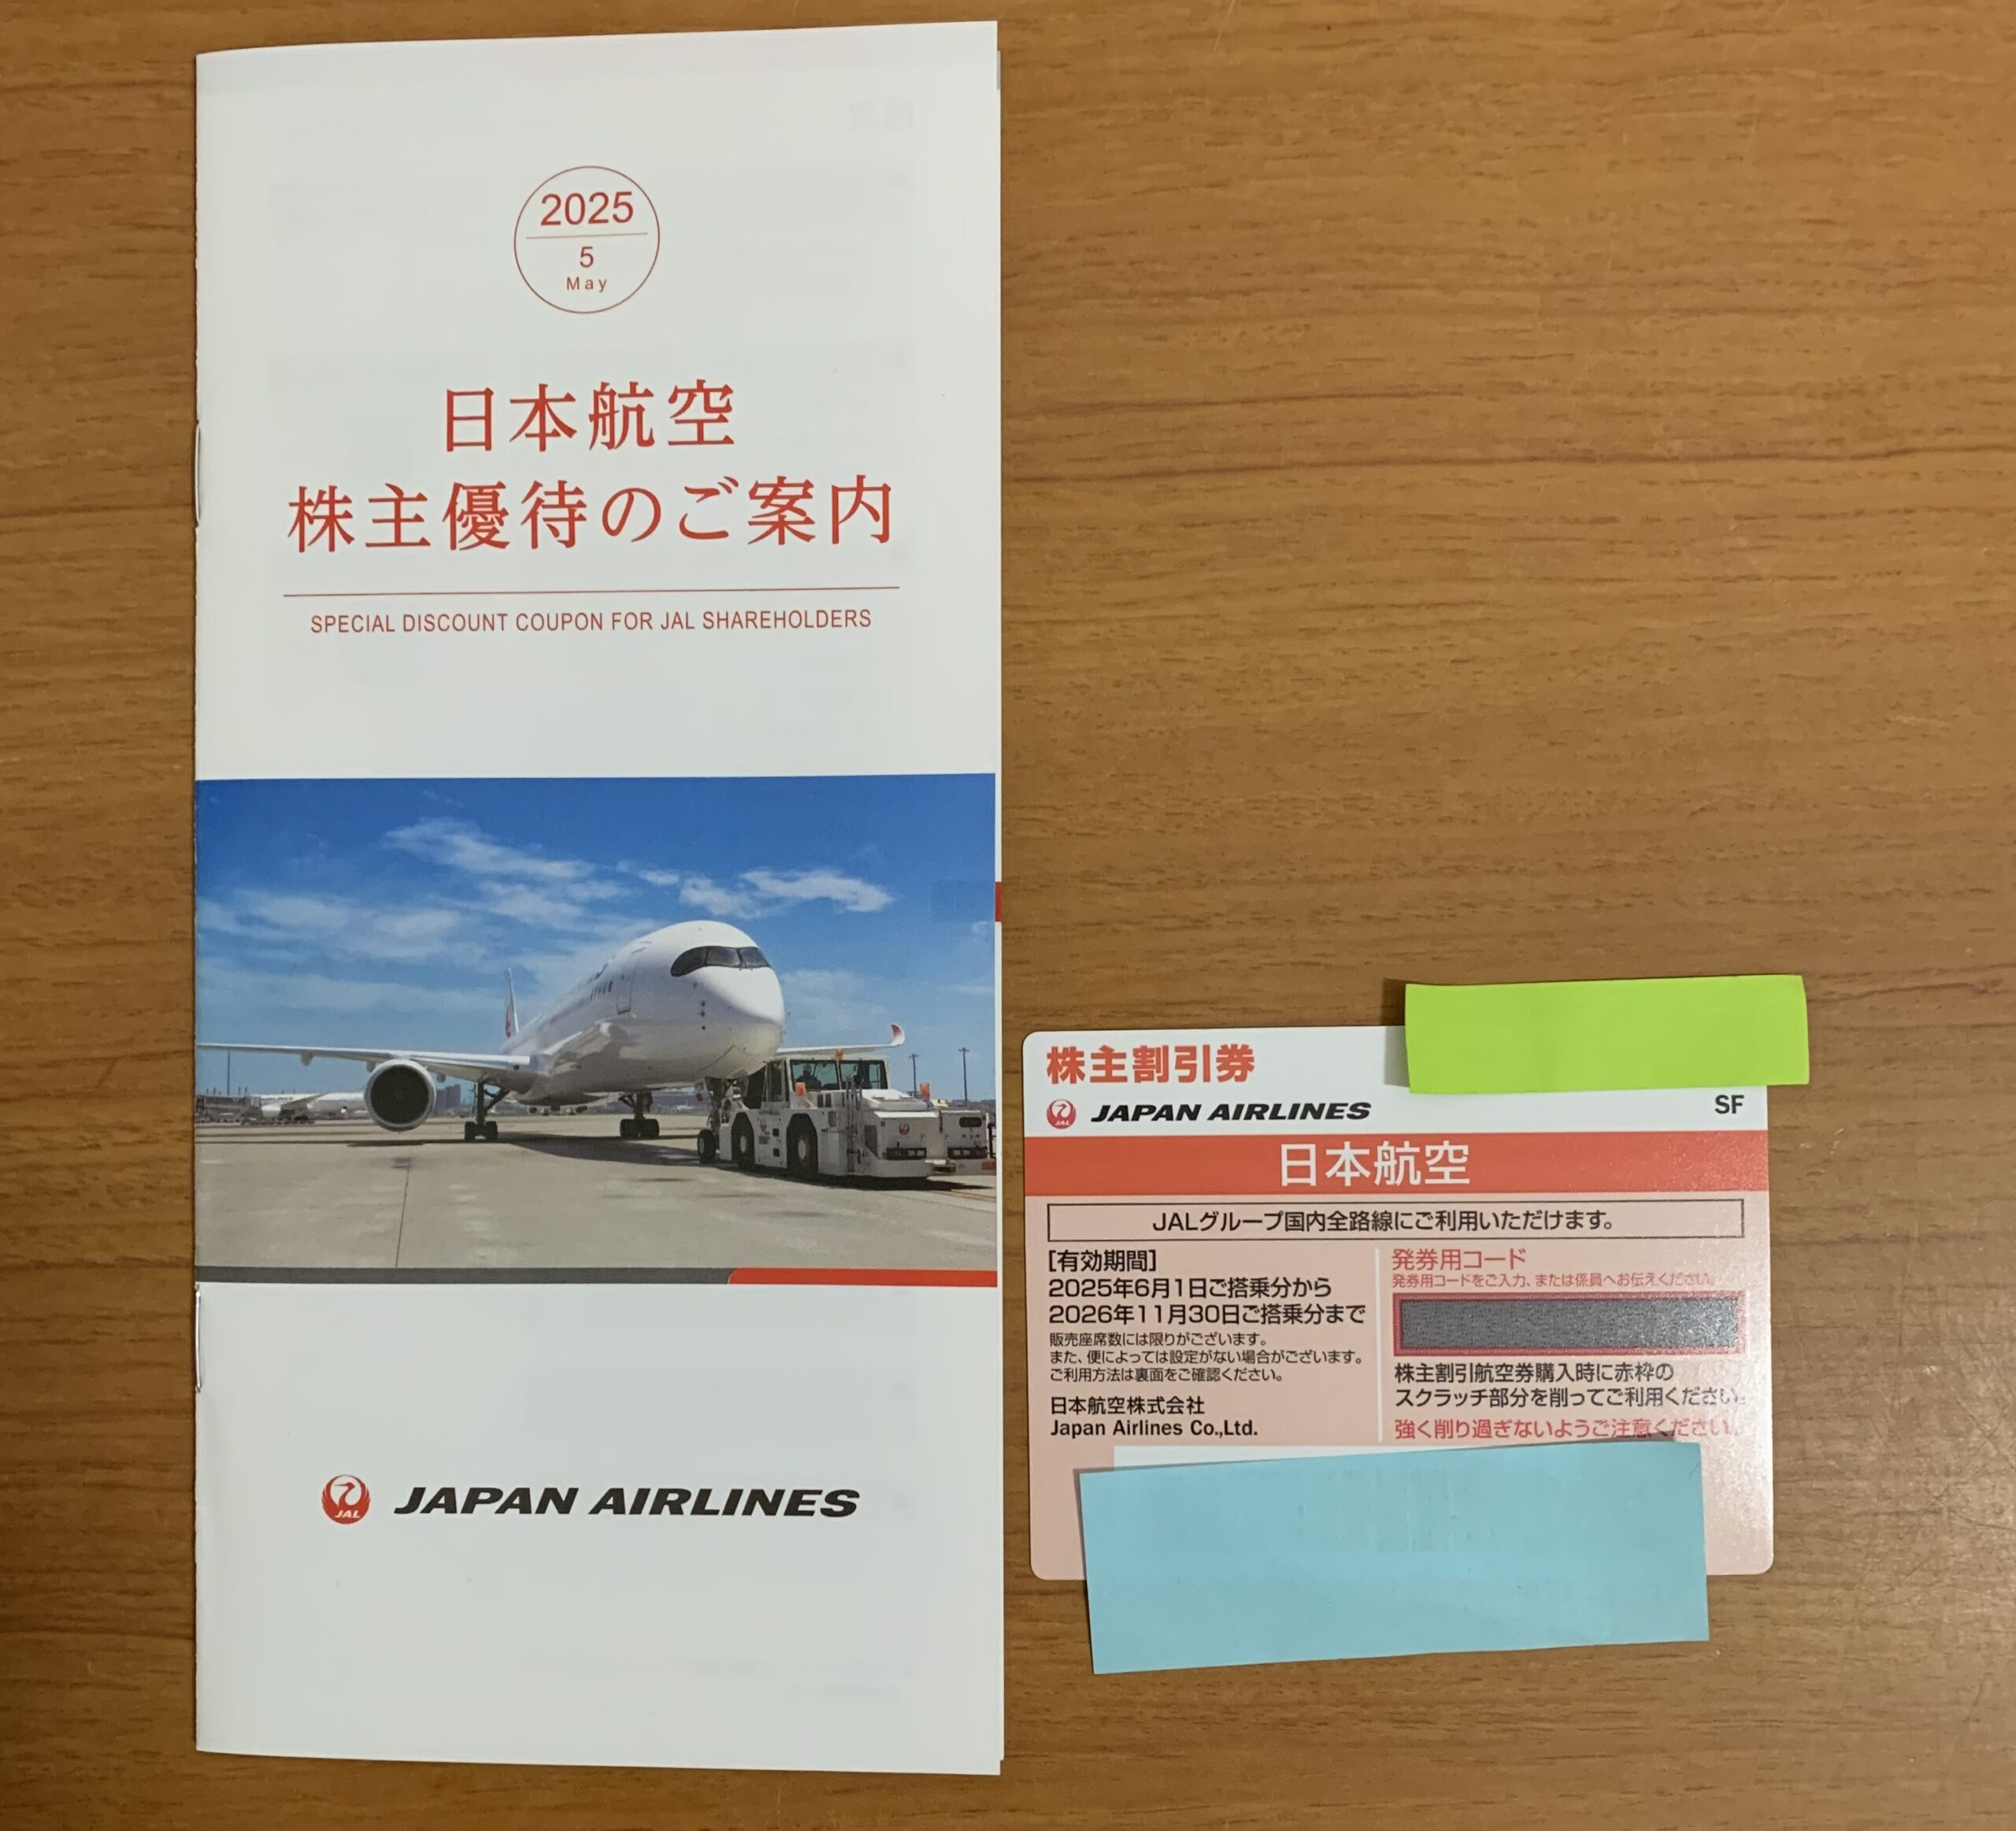 2025
5
May
日本航空
株主優待のご案内
SPECIAL DISCOUNT COUPON FOR JAL SHAREHOLDERS
JAL
JAPAN AIRLINES
株主割引券
JAL
JAPAN AIRLINES
SF
日本航空
JALグループ国内全路線にご利用いただけます。
[有効期間]
2025年6月1日ご搭乗分から
2026年11月30日ご搭乗分まで
販売座席数には限りがございます。
また、便によっては設定がない場合がございます。
ご利用方法は裏面をご確認ください。
日本航空株式会社
Japan Airlines Co.,Ltd.
発券用コード
発券用コードをご入力、または係員へお伝えください。
株主割引航空券購入時に赤枠の
スクラッチ部分を削ってご利用ください。
強く削り過ぎないようご注意ください。